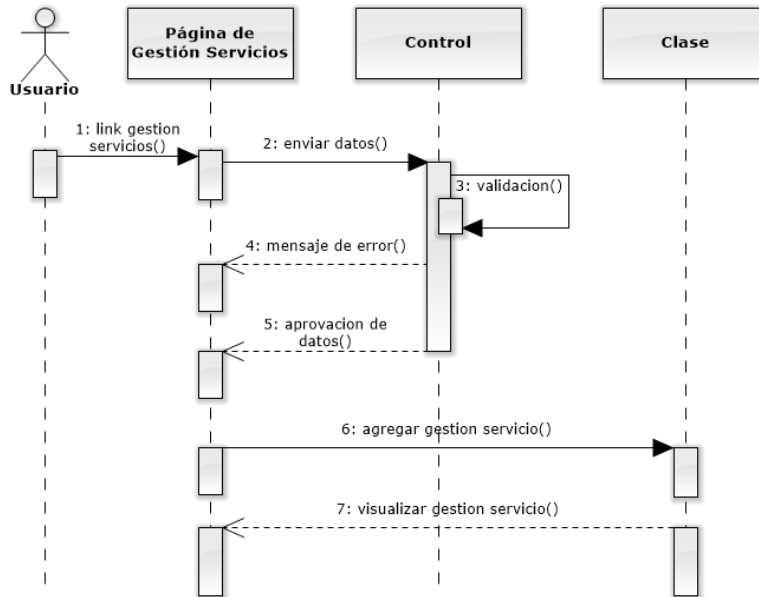 Usuario
Página de
Gestión Servicios
Control
Clase
1: link gestion
servicios()
2: enviar datos()
3: validacion()
4: mensaje de error()
5: aprovacion de
datos()
6: agregar gestion servicio()
7: visualizar gestion servicio()